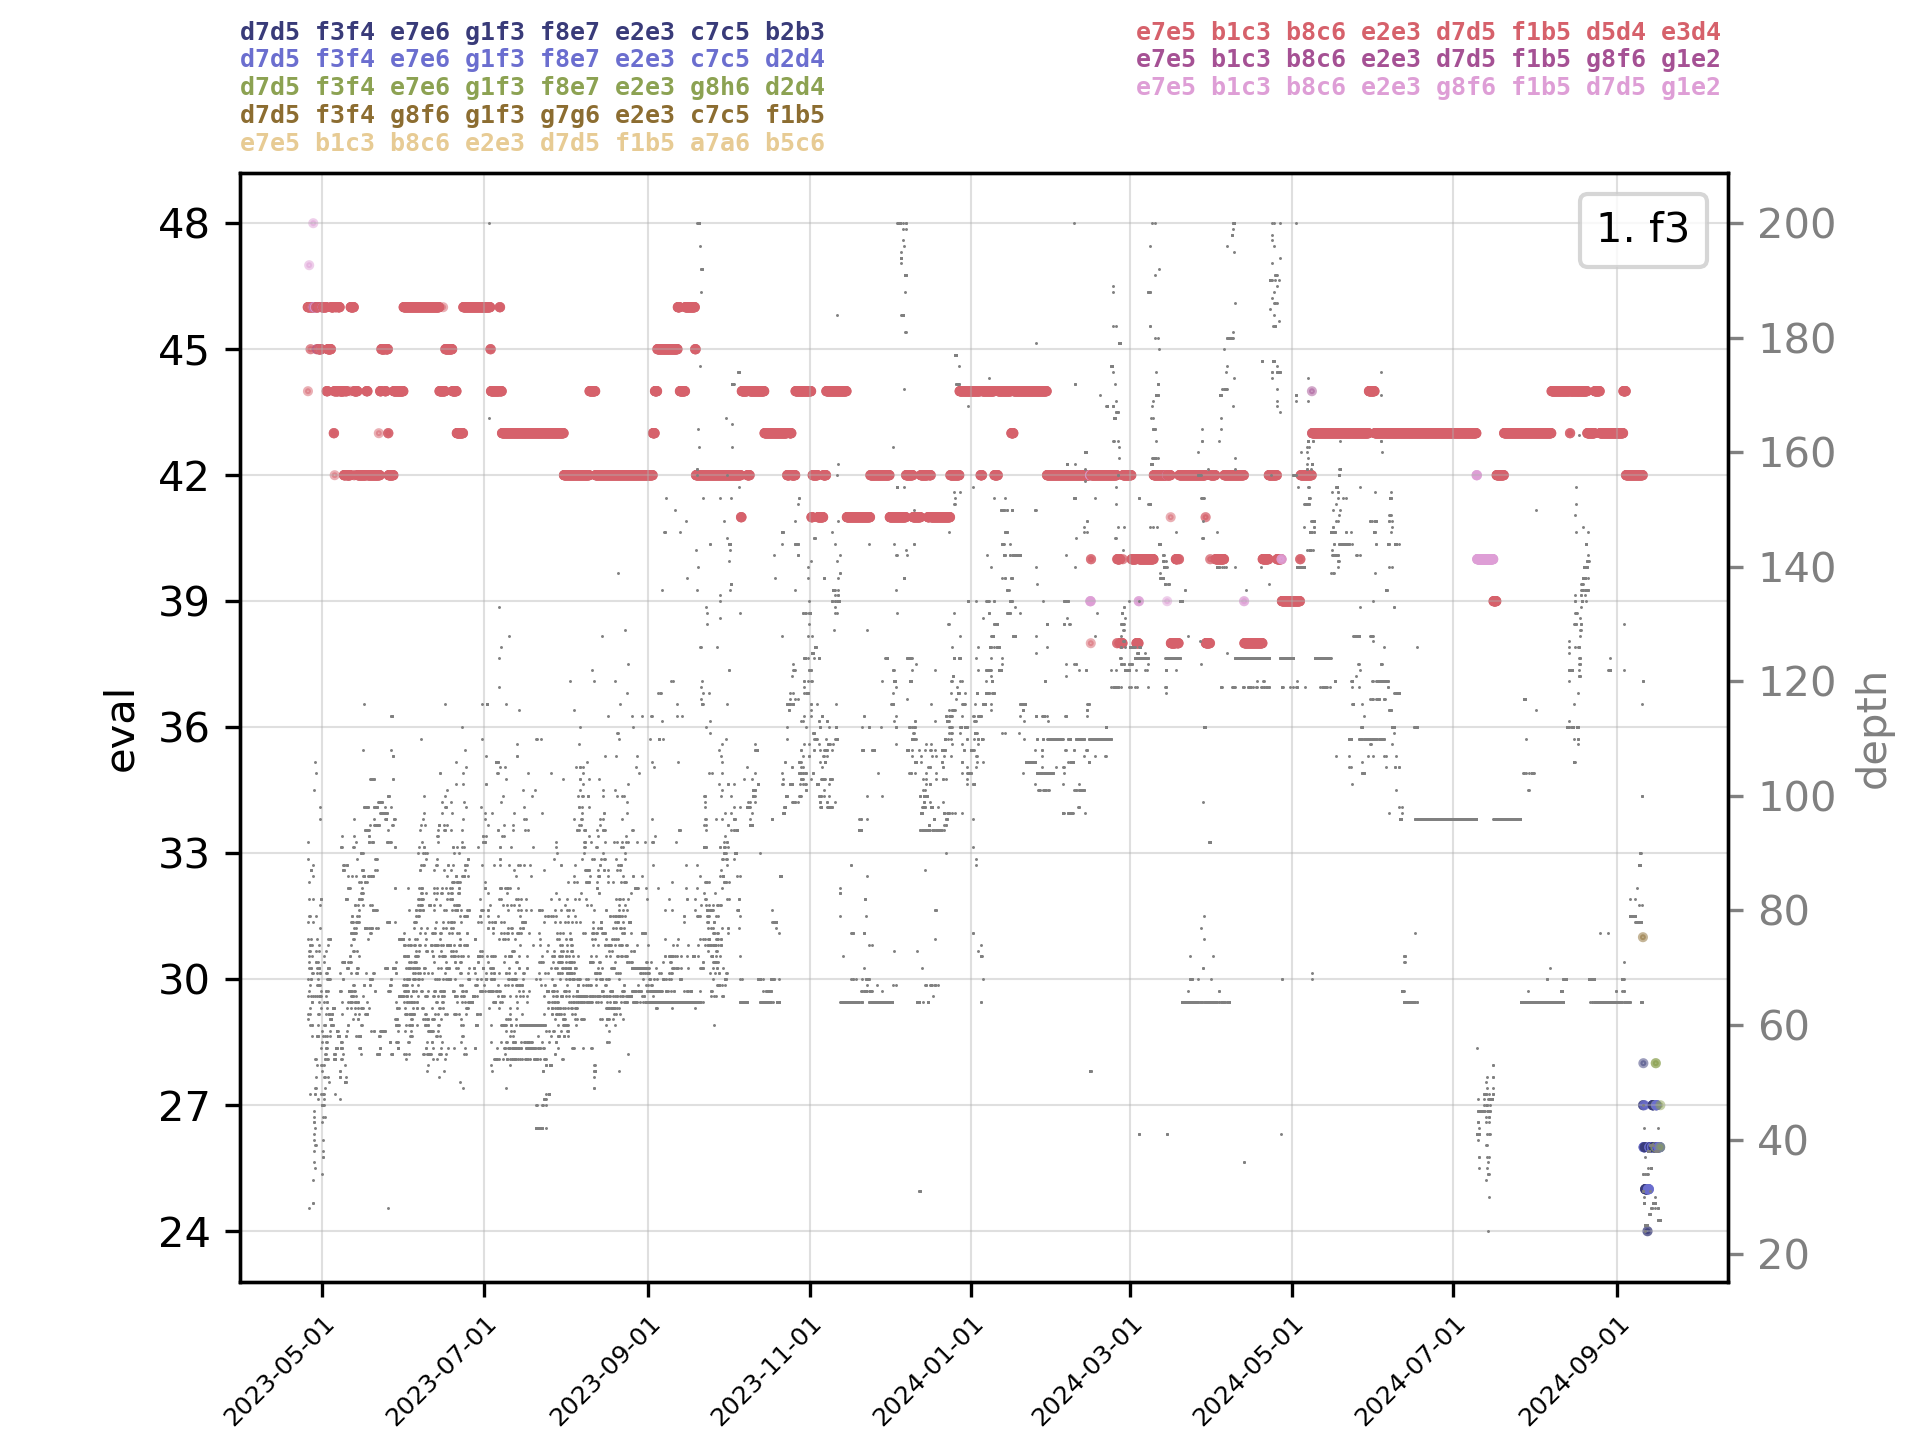 d7d5 f3f4 e7e6 g1f3 f8e7 e2e3 c7c5 b2b3
d7d5 f3f4 e7e6 g1f3 f8e7 e2e3 c7c5 d2d4
d7d5 f3f4 e7e6 g1f3 f8e7 e2e3 g8h6 d2d4
d7d5 f3f4 g8f6 g1f3 g7g6 e2e3 c7c5 f1b5
e7e5 b1c3 b8c6 e2e3 d7d5 f1b5 a7a6 b5c6
e7e5 b1c3 b8c6 e2e3 d7d5 f1b5 d5d4 e3d4
e7e5 b1c3 b8c6 e2e3 d7d5 f1b5 g8f6 g1e2
e7e5 b1c3 b8c6 e2e3 g8f6 f1b5 d7d5 g1e2
1. f3
eval
48
45
42
39
36
33
30
27
24
depth
200
180
160
140
120
100
80
60
40
20
2023-05-01
2023-07-01
2023-09-01
2023-11-01
2024-01-01
2024-03-01
2024-05-01
2024-07-01
2024-09-01